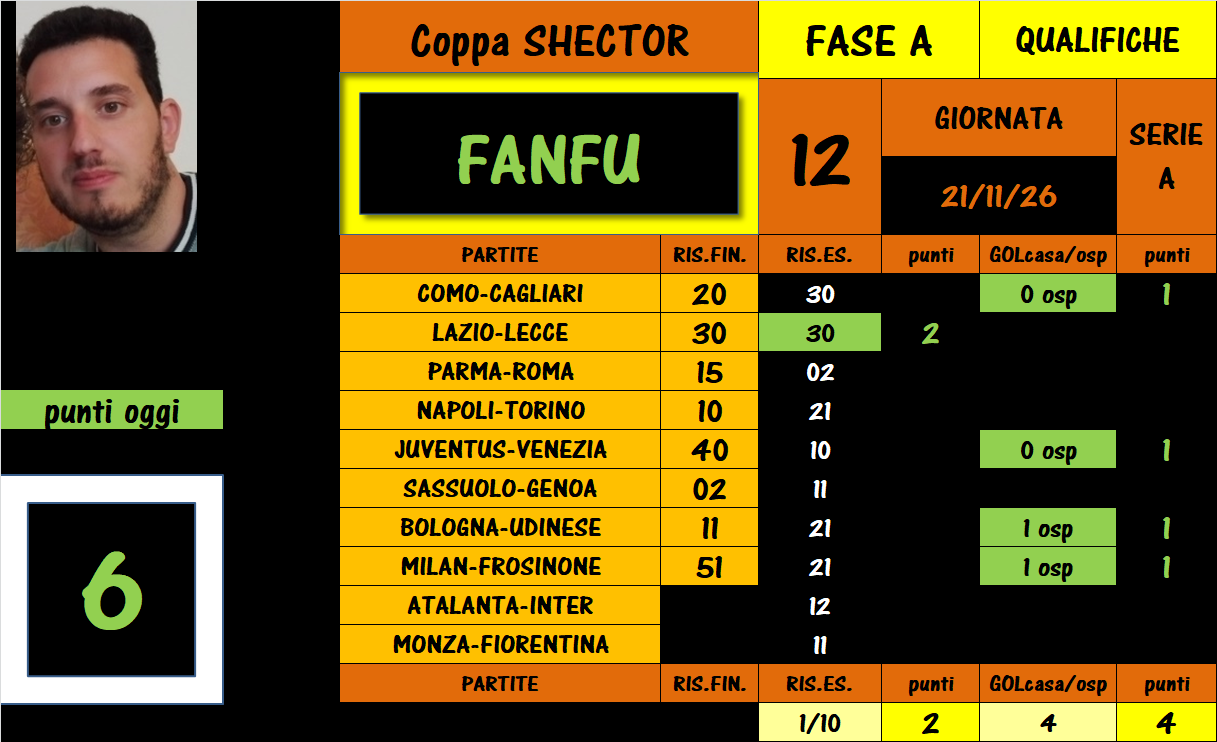 Coppa SHECTOR FASE A QUALIFICHE
FANFU 12 GIORNATA SERIE A
21/11/26
PARTITE RIS.FIN. RIS.ES. punti GOLcasa/osp punti
COMO-CAGLIARI 20 30 0 osp 1
LAZIO-LECCE 30 30 2
PARMA-ROMA 15 02
punti oggi
NAPOLI-TORINO 10 21
JUVENTUS-VENEZIA 40 10 0 osp 1
SASSUOLO-GENOA 02 11
BOLOGNA-UDINESE 11 21 1 osp 1
MILAN-FROSINONE 51 21 1 osp 1
6
ATALANTA-INTER 12
MONZA-FIORENTINA 11
PARTITE RIS.FIN. RIS.ES. punti GOLcasa/osp punti
1/10 2 4 4